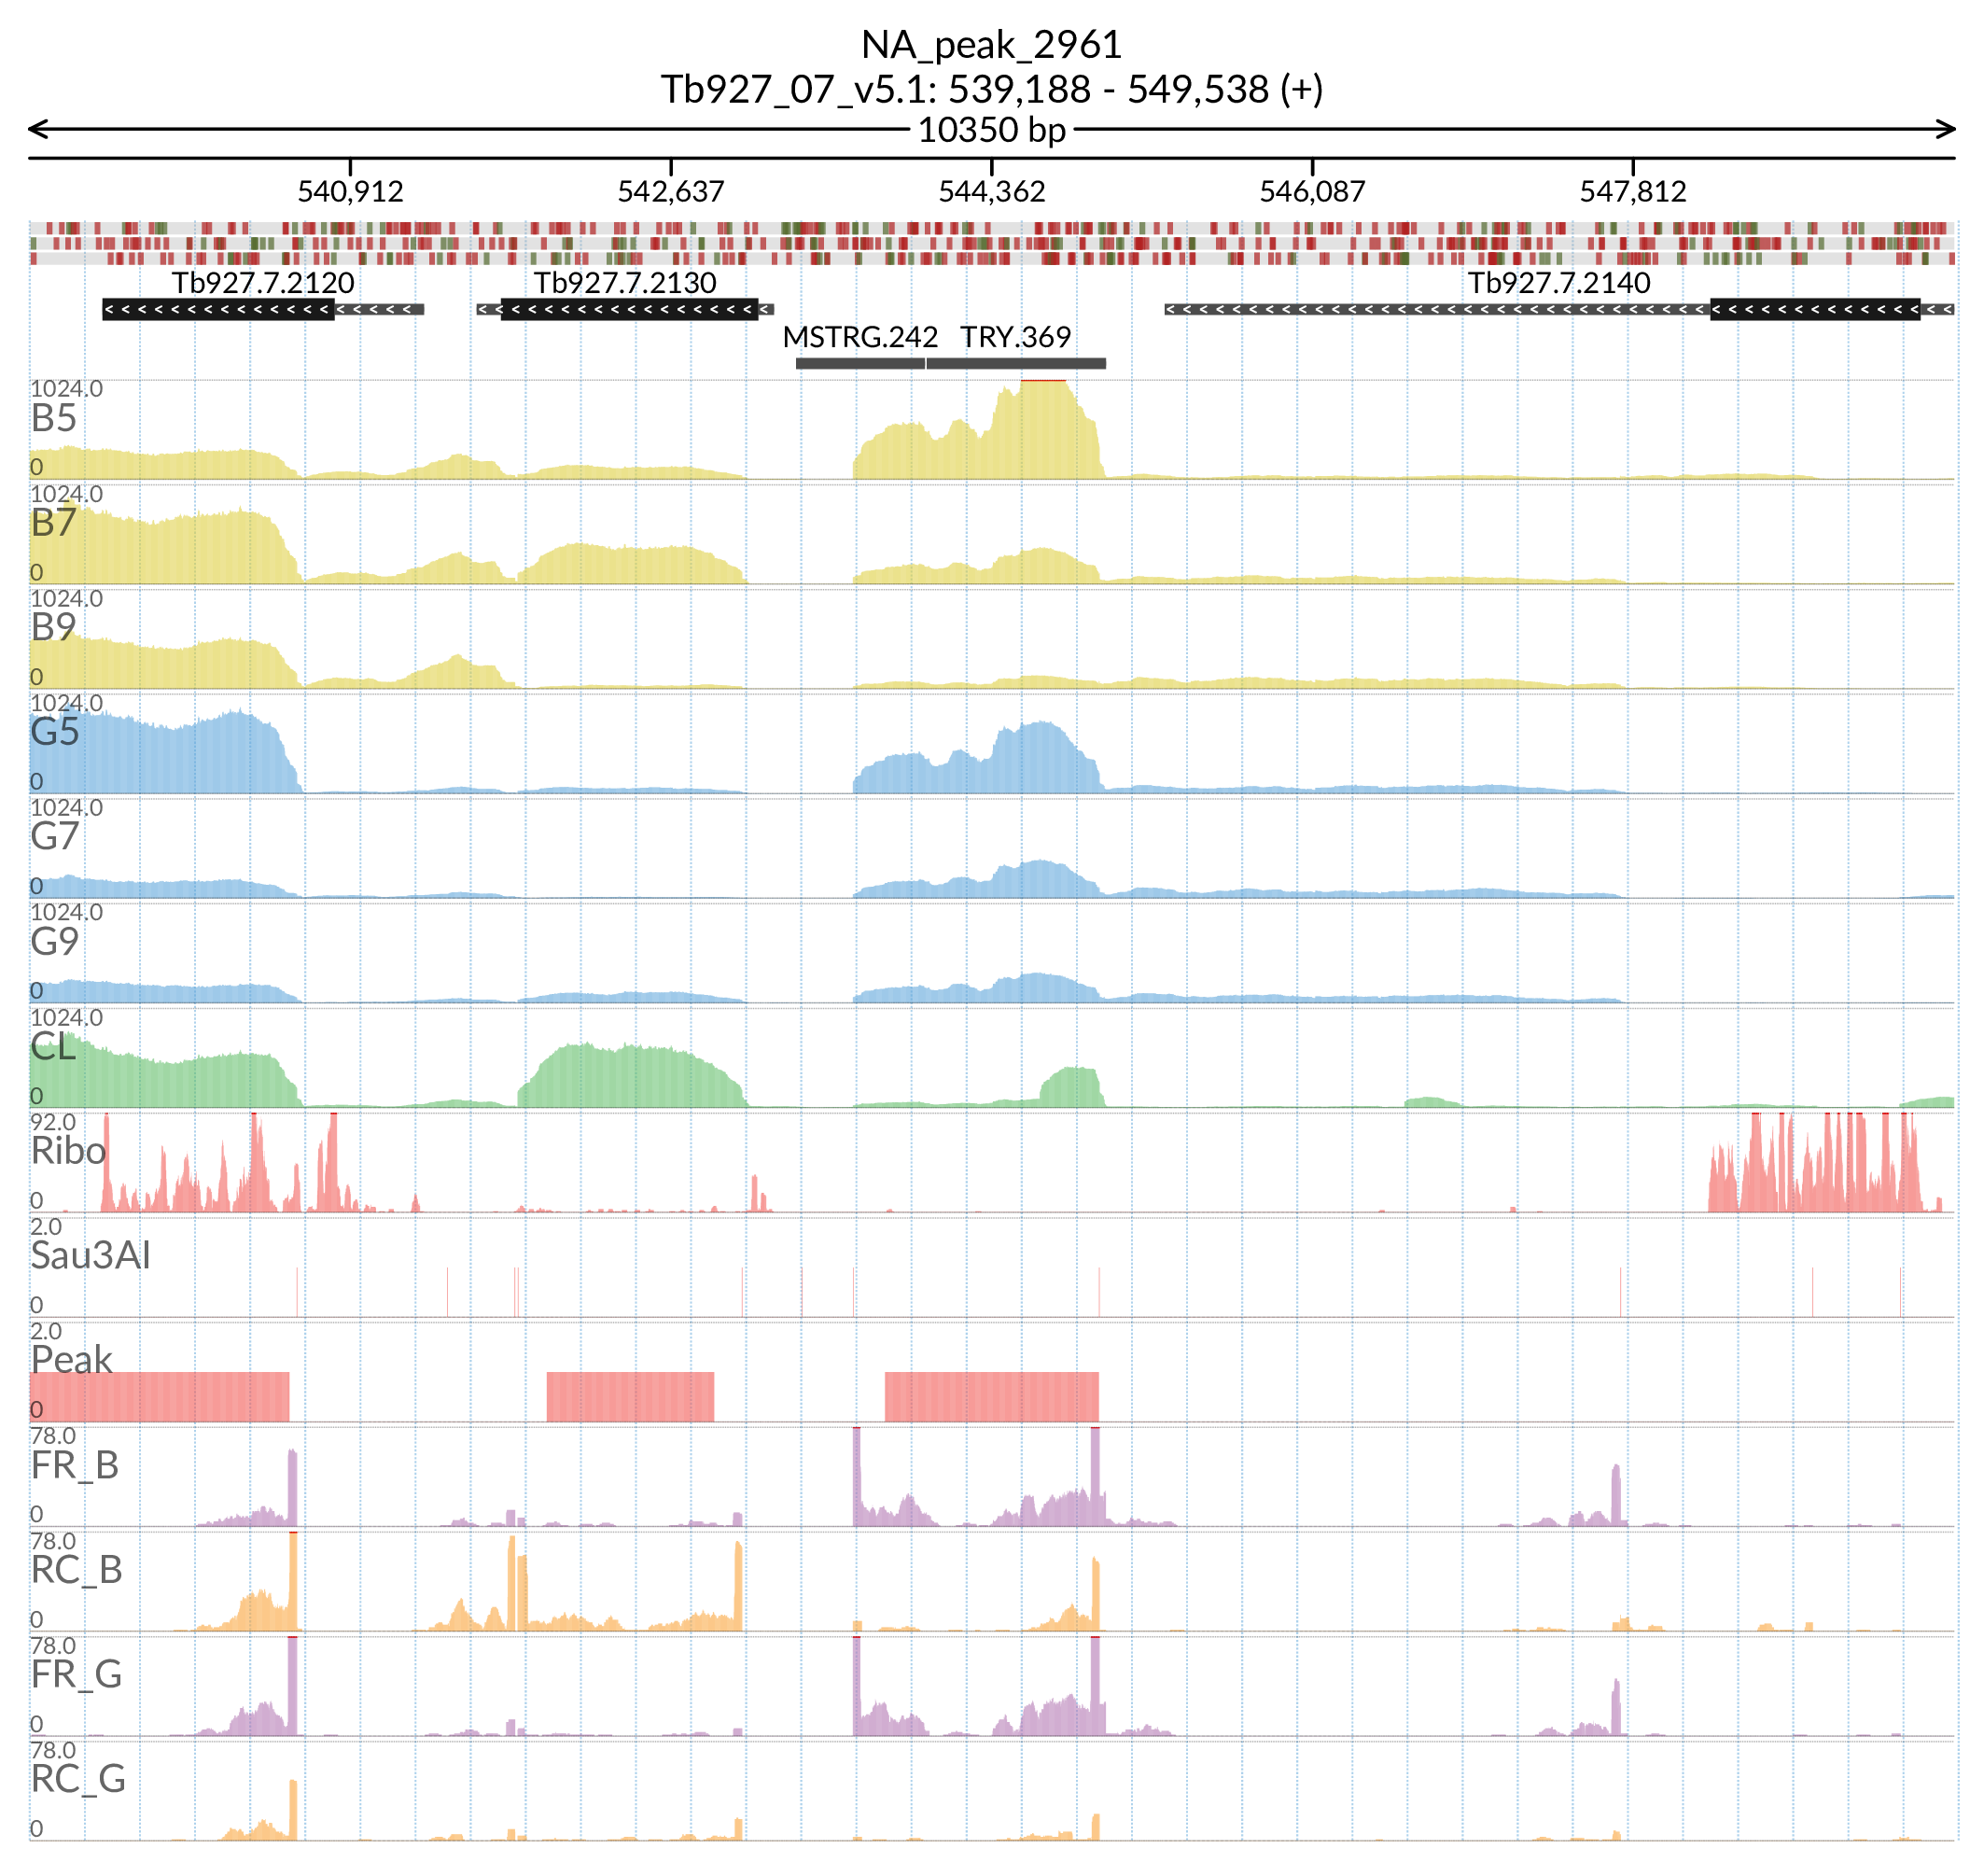 NA_peak_2961
Tb927_07_v5.1: 539,188 - 549,538 (+)
10350 bp
540,912 542,637 544,362 546,087 547,812
Tb927.7.2120 Tb927.7.2130 Tb927.7.2140
MSTRG.242 TRY.369
1024.0
B5
0
1024.0
B7
0
1024.0
B9
0
1024.0
G5
0
1024.0
G7
0
1024.0
G9
0
1024.0
CL
0
92.0
Ribo
0
2.0
Sau3AI
0
2.0
Peak
0
78.0
FR_B
0
78.0
RC_B
0
78.0
FR_G
0
78.0
RC_G
0